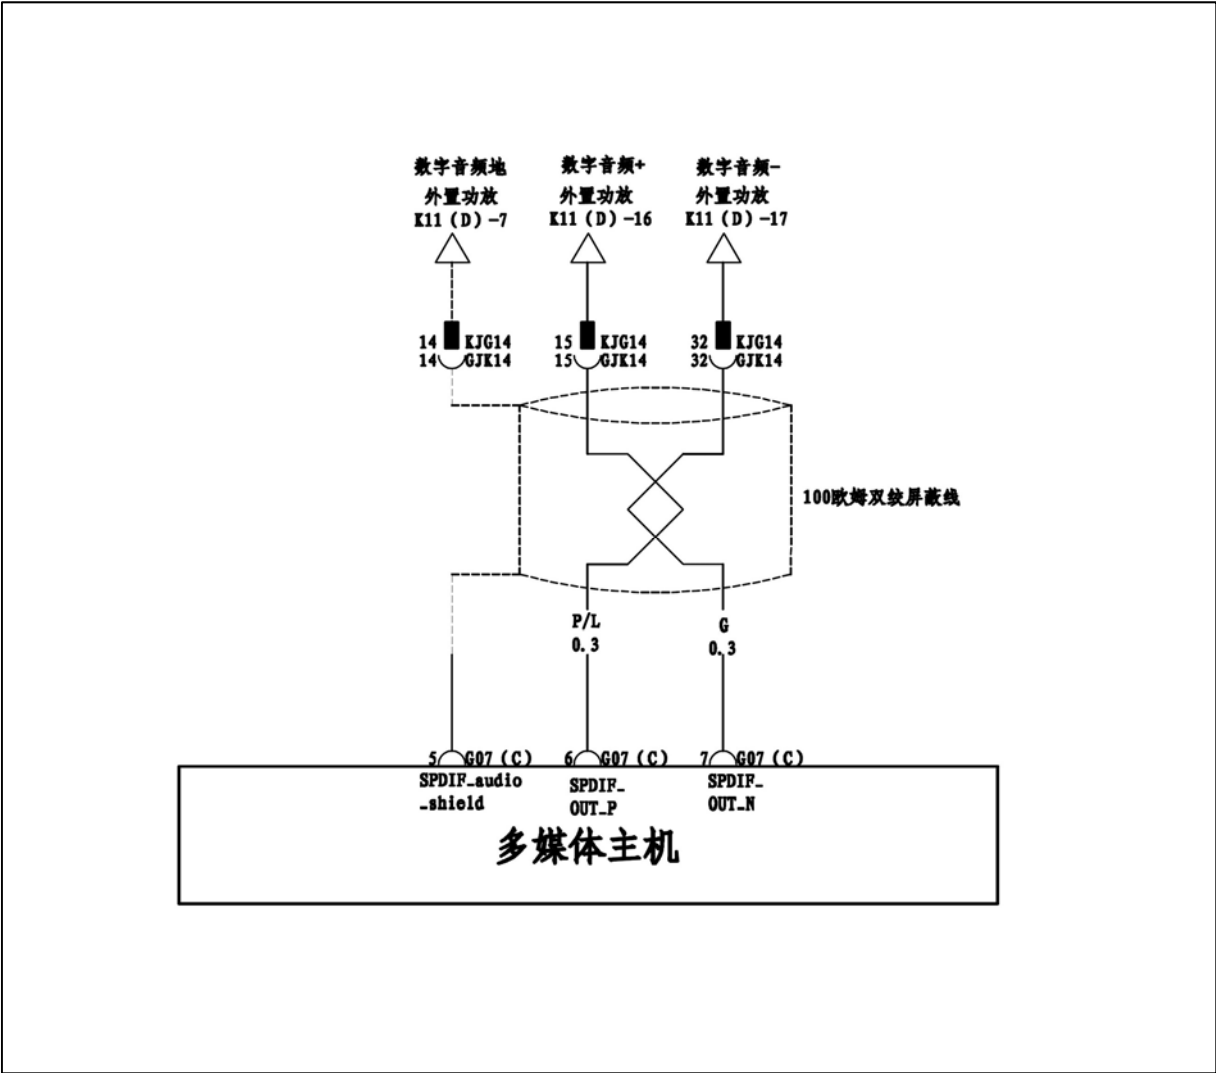 数字音频地
外置功放
K11(D)-7
数字音频+
外置功放
K11(D)-16
数字音频-
外置功放
K11(D)-17
14 KJG14
14 GJK14
15 KJG14
15 GJK14
32 KJG14
32 GJK14
100欧姆双绞屏蔽线
P/L
0.3
G
0.3
5 G07(C)
SPDIF_audio
_shield
6 G07(C)
SPDIF_
OUT_P
7 G07(C)
SPDIF_
OUT_N
多媒体主机